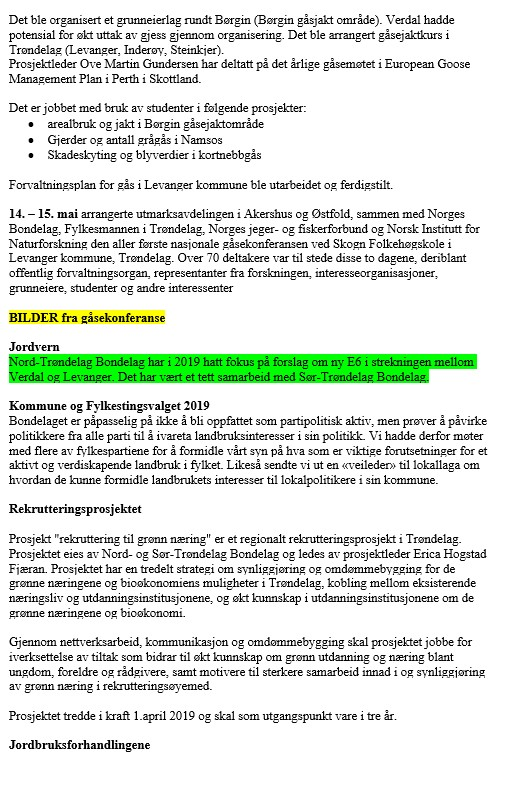 Det ble organisert et grunneierlag rundt Børgin (Børgin gåsjakt område). Verdal hadde
potensial for økt uttak av gjess gjennom organisering. Det ble arrangert gåsejaktkurs i
Trøndelag (Levanger, Inderøy, Steinkjer).
Prosjektleder Ove Martin Gundersen har deltatt på det årlige gåsemøtet i European Goose
Management Plan i Perth i Skottland.
Det er jobbet med bruk av studenter i følgende prosjekter:
• arealbruk og jakt i Børgin gåsejaktområde
• Gjerder og antall grågås i Namsos
• Skadeskyting og blyverdier i kortnebbgås
Forvaltningsplan for gås i Levanger kommune ble utarbeidet og ferdigstilt.
14. – 15. mai arrangerte utmarksavdelingen i Akershus og Østfold, sammen med Norges
Bondelag, Fylkesmannen i Trøndelag, Norges jeger- og fiskerforbund og Norsk Institutt for
Naturforskning den aller første nasjonale gåsekonferansen ved Skogn Folkehøgskole i
Levanger kommune, Trøndelag. Over 70 deltakere var til stede disse to dagene, deriblant
offentlig forvaltningsorgan, representanter fra forskningen, interesseorganisasjoner,
grunneiere, studenter og andre interessenter
BILDER fra gåsekonferanse
Jordvern
Nord-Trøndelag Bondelag har i 2019 hatt fokus på forslag om ny E6 i strekningen mellom
Verdal og Levanger. Det har vært et tett samarbeid med Sør-Trøndelag Bondelag.
Kommune og Fylkestingsvalget 2019
Bondelaget er påpasselig på ikke å bli oppfattet som partipolitisk aktiv, men prøver å påvirke
politikkere fra alle parti til å ivareta landbruksinteresser i sin politikk. Vi hadde derfor møter
med flere av fylkespartiene for å formidle vårt syn på hva som er viktige forutsetninger for et
aktivt og verdiskapende landbruk i fylket. Likeså sendte vi ut en «veileder» til lokallaga om
hvordan de kunne formidle landbrukets interesser til lokalpolitikere i sin kommune.
Rekrutteringsprosjektet
Prosjekt "rekruttering til grønn næring" er et regionalt rekrutteringsprosjekt i Trøndelag.
Prosjektet eies av Nord- og Sør-Trøndelag Bondelag og ledes av prosjektleder Erica Hogstad
Fjæran. Prosjektet har en tredelt strategi om synliggjøring og omdømmebygging for de
grønne næringene og bioøkonomiens muligheter i Trøndelag, kobling mellom eksisterende
næringsliv og utdanningsinstitusjonene, og økt kunnskap i utdanningsinstitusjonene om de
grønne næringene og bioøkonomi.
Gjennom nettverksarbeid, kommunikasjon og omdømmebygging skal prosjektet jobbe for
iverksettelse av tiltak som bidrar til økt kunnskap om grønn utdanning og næring blant
ungdom, foreldre og rådgivere, samt motivere til sterkere samarbeid innad i og synliggjøring
av grønn næring i rekrutteringsøyemed.
Prosjektet tredde i kraft 1.april 2019 og skal som utgangspunkt vare i tre år.
Jordbruksforhandlingene